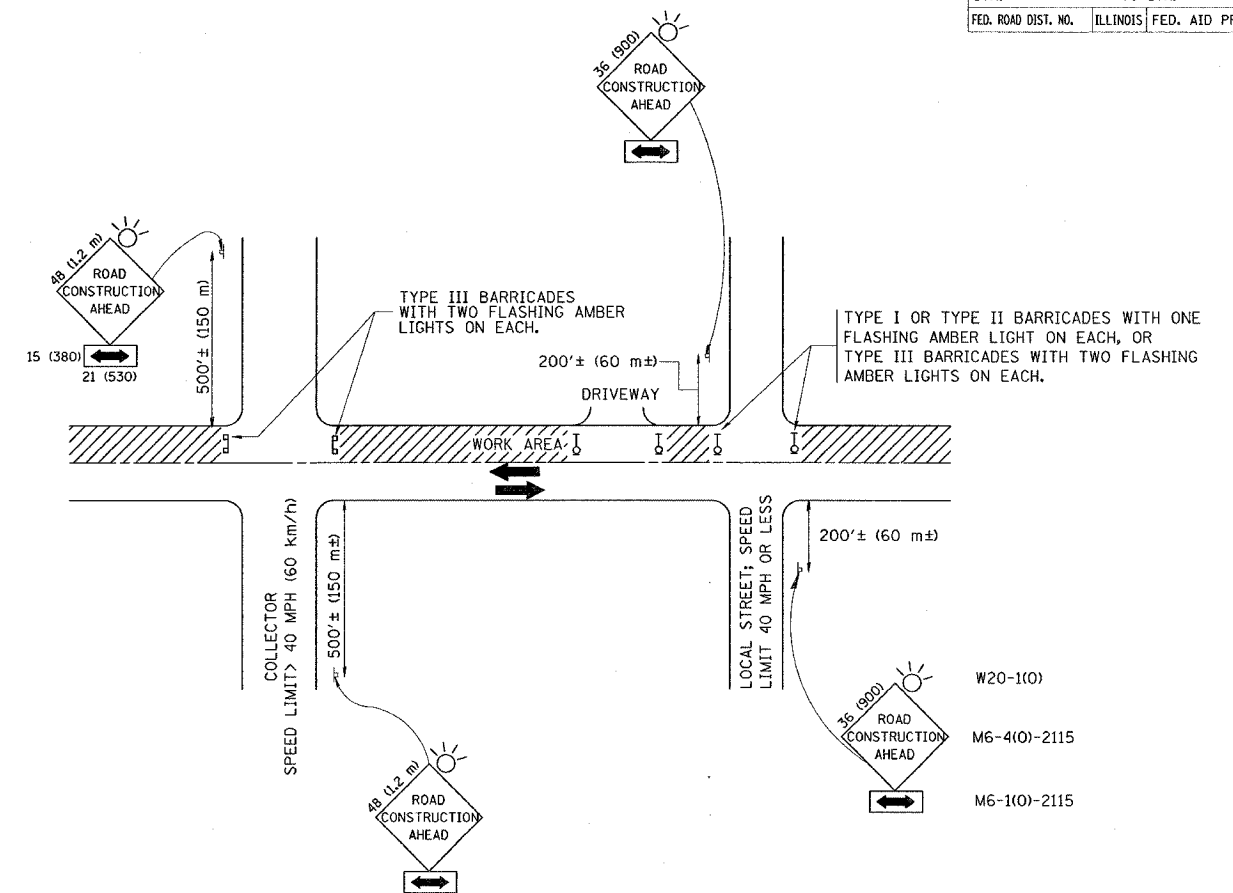 FED. ROAD DIST. NO. ILLINOIS FED. AID
36 (900)
ROAD
CONSTRUCTION
AHEAD
48 (1.2 m)
ROAD
CONSTRUCTION
AHEAD
15 (380)
21 (530)
500'± (150 m)
TYPE III BARRICADES
WITH TWO FLASHING AMBER
LIGHTS ON EACH.
200'± (60 m±)
DRIVEWAY
TYPE I OR TYPE II BARRICADES WITH ONE
FLASHING AMBER LIGHT ON EACH, OR
TYPE III BARRICADES WITH TWO FLASHING
AMBER LIGHTS ON EACH.
WORK AREA
COLLECTOR
SPEED LIMIT> 40 MPH (60 km/h)
500'± (150 m±)
LOCAL STREET; SPEED
LIMIT 40 MPH OR LESS
200'± (60 m±)
48 (1.2 m)
ROAD
CONSTRUCTION
AHEAD
36 (900)
ROAD
CONSTRUCTION
AHEAD
W20-1(O)
M6-4(O)-2115
M6-1(O)-2115